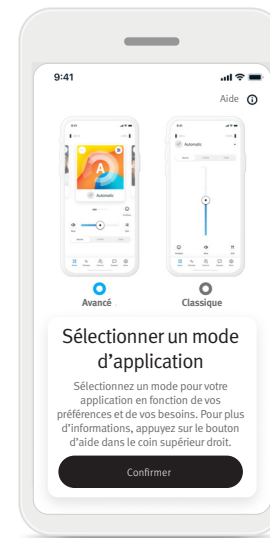 9:41
Aide
A
Automatic
Automatic
Avancé
Classique
Sélectionner un mode
d'application
Sélectionnez un mode pour votre
application en fonction de vos
préférences et de vos besoins. Pour plus
d'informations, appuyez sur le bouton
d'aide dans le coin supérieur droit.
Confirmer